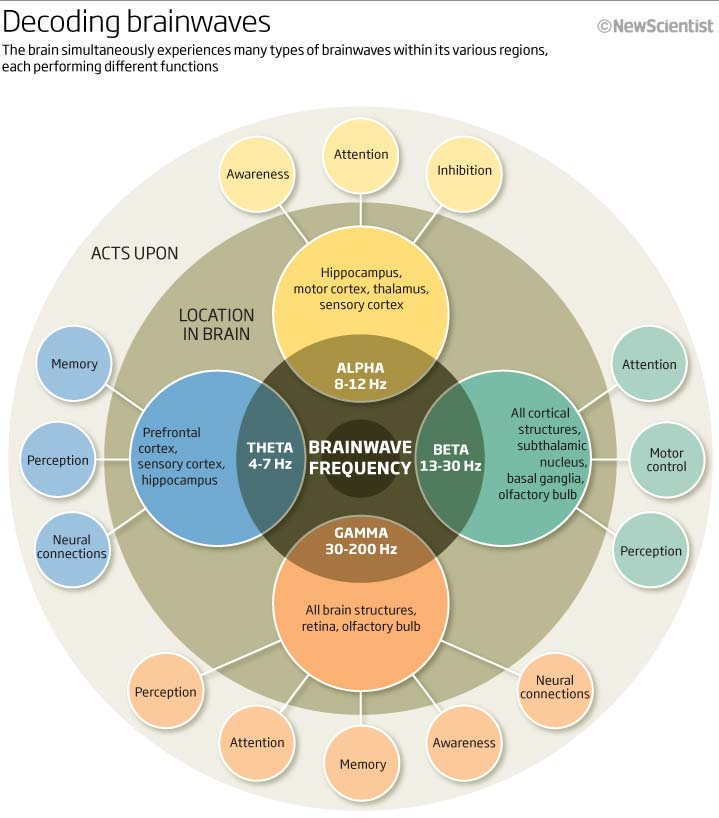 Decoding brainwaves
©NewScientist
The brain simultaneously experiences many types of brainwaves within its various regions,
each performing different functions
Awareness
Attention
Inhibition
ACTS UPON
LOCATION
IN BRAIN
Hippocampus,
motor cortex, thalamus,
sensory cortex
ALPHA
8-12 Hz
Memory
Perception
Neural
connections
Prefrontal
cortex,
sensory cortex,
hippocampus
THETA
4-7 Hz
BRAINWAVE
FREQUENCY
BETA
13-30 Hz
All cortical
structures,
subthalamic
nucleus,
basal ganglia,
olfactory bulb
Attention
Motor
control
Perception
GAMMA
30-200 Hz
All brain structures,
retina, olfactory bulb
Perception
Attention
Memory
Awareness
Neural
connections